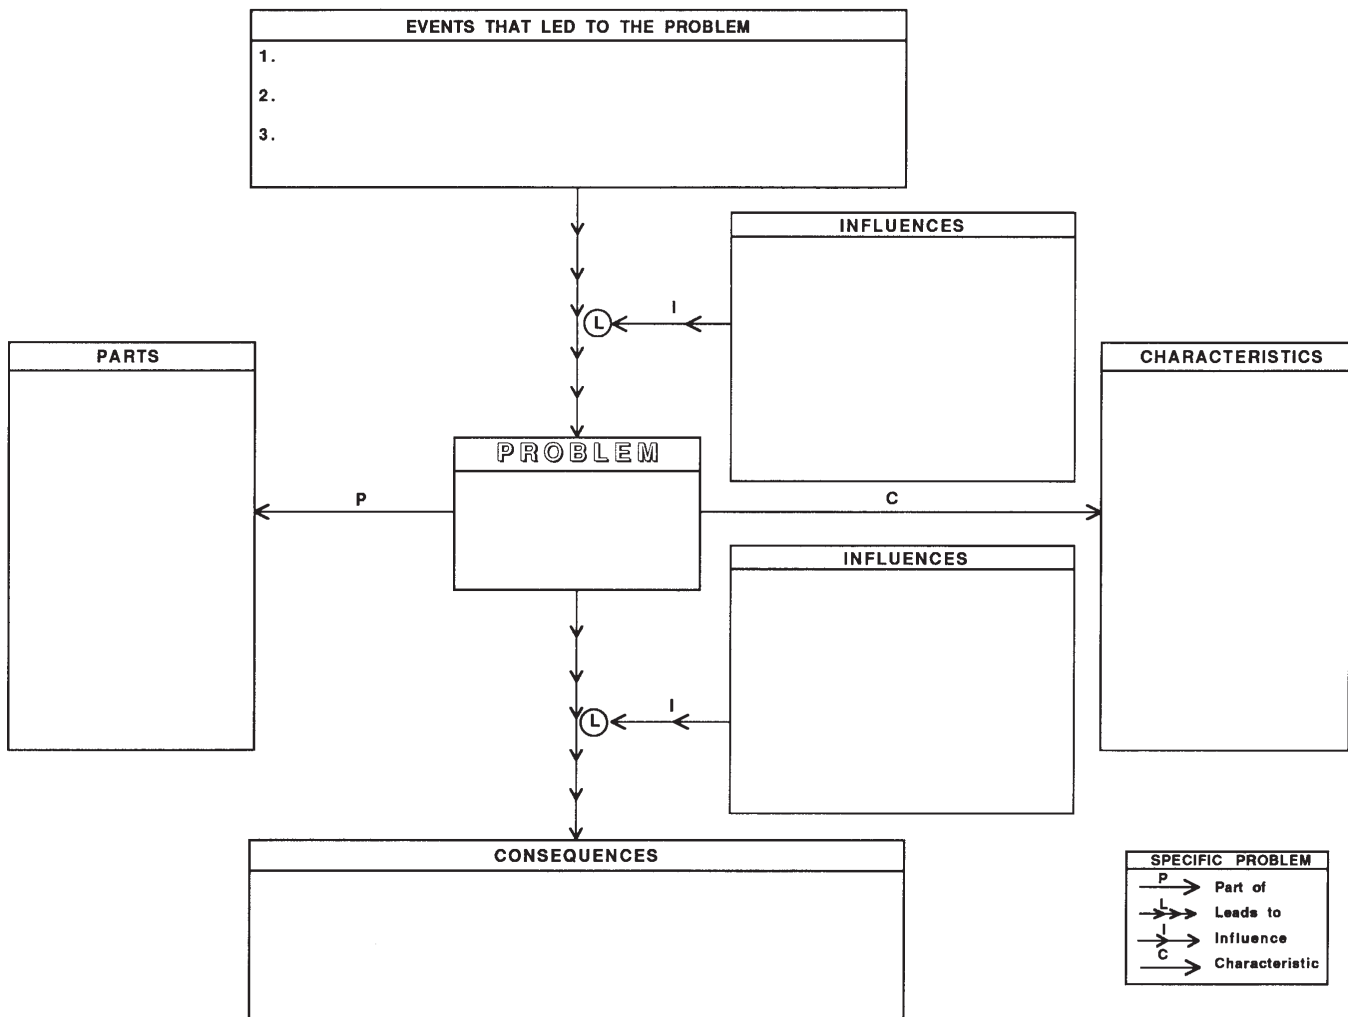 EVENTS THAT LED TO THE PROBLEM
1.
2.
3.
INFLUENCES
I
L
PARTS
CHARACTERISTICS
PROBLEM
P
C
INFLUENCES
I
L
CONSEQUENCES
SPECIFIC PROBLEM
P Part of
L Leads to
I Influence
C Characteristic